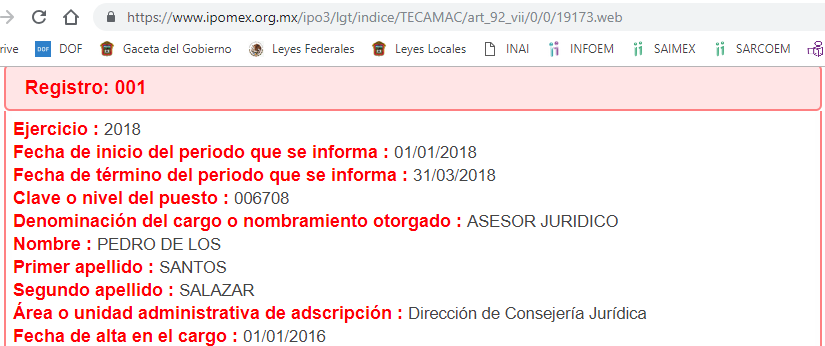 https://www.ipomex.org.mx/ipo3/lgt/indice/TECAMAC/art_92_vii/0/0/19173.web
rive DOF DOF Gaceta del Gobierno Leyes Federales Leyes Locales INAI INFOEM SAIMEX SARCOEM
Registro: 001
Ejercicio : 2018
Fecha de inicio del periodo que se informa : 01/01/2018
Fecha de término del periodo que se informa : 31/03/2018
Clave o nivel del puesto : 006708
Denominación del cargo o nombramiento otorgado : ASESOR JURIDICO
Nombre : PEDRO DE LOS
Primer apellido : SANTOS
Segundo apellido : SALAZAR
Área o unidad administrativa de adscripción : Dirección de Consejería Jurídica
Fecha de alta en el cargo : 01/01/2016